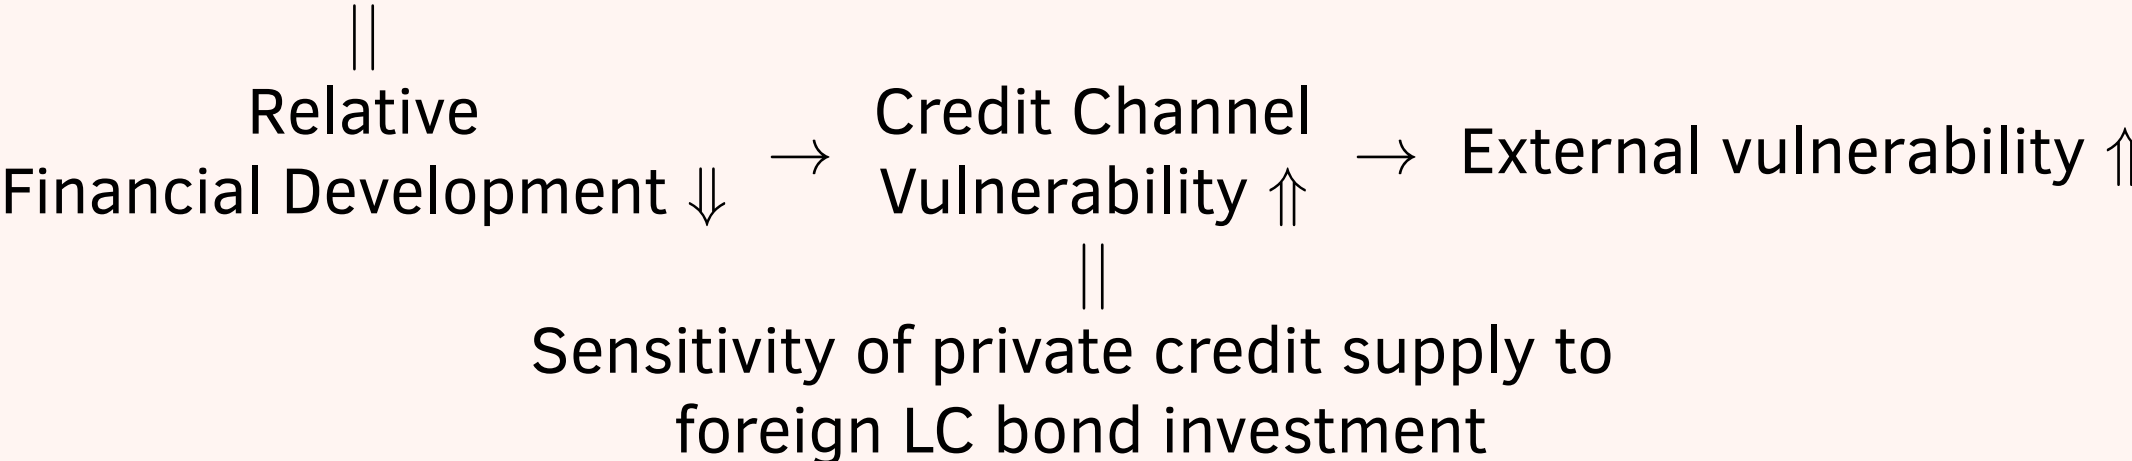 ||
Relative
Financial Development ⇓ → Credit Channel
Vulnerability ⇑ → External vulnerability ⇑
||
Sensitivity of private credit supply to
foreign LC bond investment